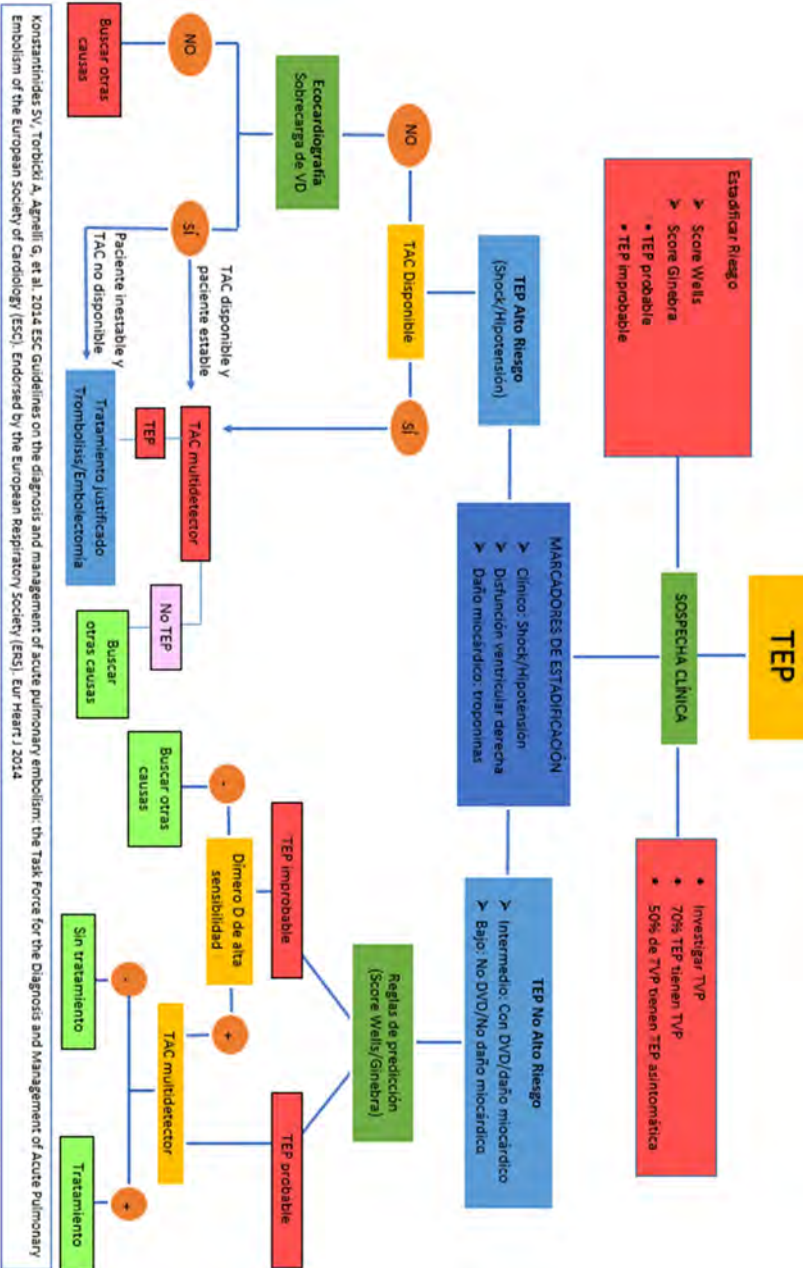 TEP
SOSPECHA CLÍNICA
Estadificar Riesgo
➢ Score Wells
➢ Score Ginebra
• TEP probable
• TEP improbable
• Investigar TVP
• 70% TEP tienen TVP
• 50% de TVP tienen TEP asintomática
MARCADORES DE ESTADIFICACIÓN
➢ Clínico: Shock/Hipotensión
➢ Disfunción ventricular derecha
➢ Daño miocárdico: troponinas
TEP Alto Riesgo
(Shock/Hipotensión)
TEP No Alto Riesgo
➢ Intermedio: Con DVD/daño miocárdico
➢ Bajo: No DVD/No daño miocárdico
NO
TAC Disponible
SÍ
Reglas de predicción
(Score Wells/Ginebra)
Ecocardiografía
Sobrecarga de VD
TEP improbable
TEP probable
NO
SÍ
TAC disponible y
paciente estable
Paciente inestable y
TAC no disponible
TAC multidetector
TEP
No TEP
Dímero D de alta
sensibilidad
-
+
TAC multidetector
-
+
Buscar otras
causas
Tratamiento justificado
Trombolisis/Embolectomía
Buscar
otras causas
Buscar otras
causas
Sin tratamiento
Tratamiento
Konstantinides SV, Torbicki A, Agnelli G, et al. 2014 ESC Guidelines on the diagnosis and management of acute pulmonary embolism: the Task Force for the Diagnosis and Management of Acute Pulmonary
Embolism of the European Society of Cardiology (ESC). Endorsed by the European Respiratory Society (ERS). Eur Heart J 2014